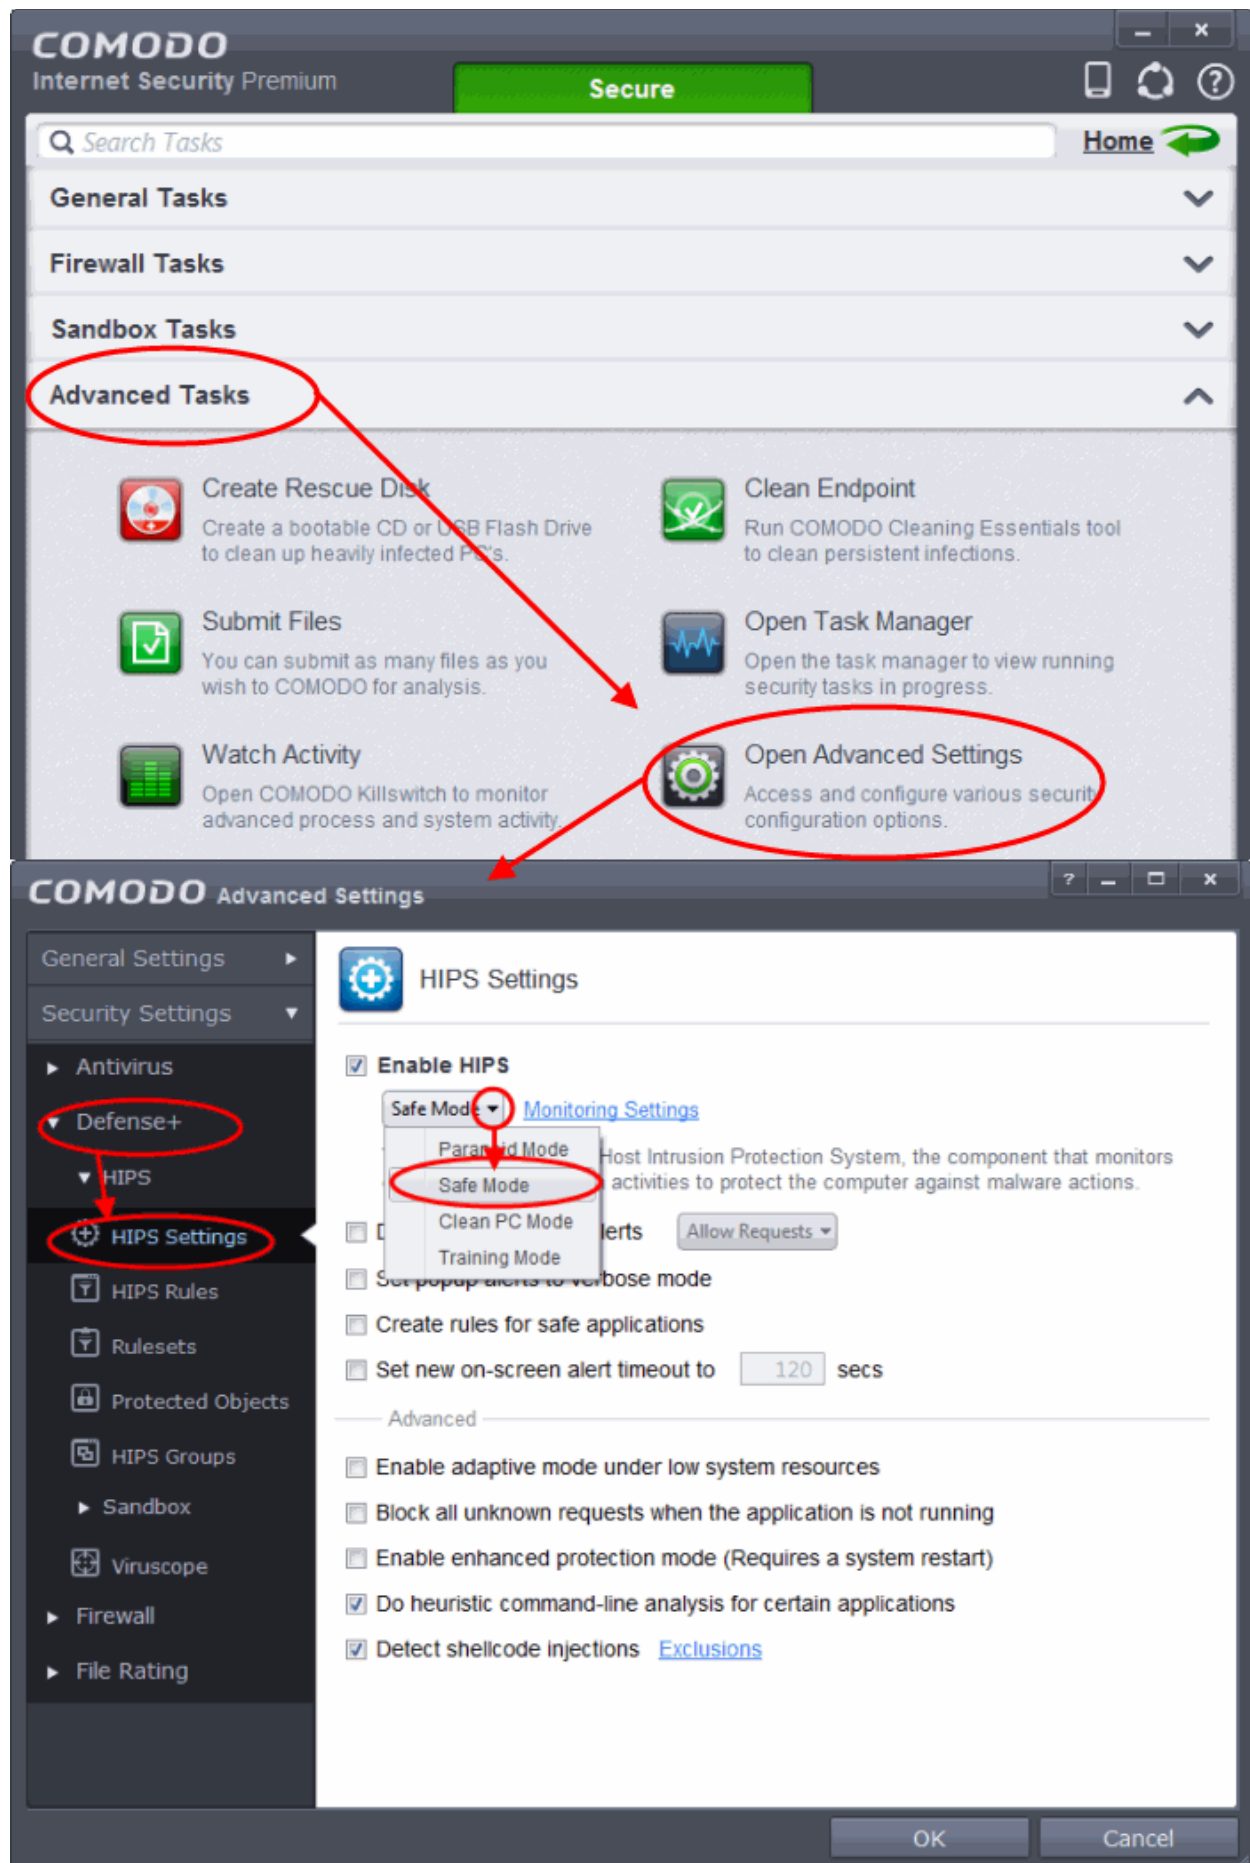 COMODO
Internet Security Premium
Secure
Search Tasks
Home
General Tasks
Firewall Tasks
Sandbox Tasks
Advanced Tasks
Create Rescue Disk
Create a bootable CD or USB Flash Drive
to clean up heavily infected PC's.
Clean Endpoint
Run COMODO Cleaning Essentials tool
to clean persistent infections.
Submit Files
You can submit as many files as you
wish to COMODO for analysis.
Open Task Manager
Open the task manager to view running
security tasks in progress.
Watch Activity
Open COMODO Killswitch to monitor
advanced process and system activity.
Open Advanced Settings
Access and configure various security
configuration options.
COMODO Advanced Settings
General Settings
Security Settings
Antivirus
Defense+
HIPS
HIPS Settings
HIPS Rules
Rulesets
Protected Objects
HIPS Groups
Sandbox
Viruscope
Firewall
File Rating
HIPS Settings
Enable HIPS
Safe Mode Monitoring Settings
Paranoid Mode
Safe Mode
Clean PC Mode
Training Mode
Host Intrusion Protection System, the component that monitors
activities to protect the computer against malware actions.
Allow Requests
Set popup alerts to verbose mode
Create rules for safe applications
Set new on-screen alert timeout to 120 secs
Advanced
Enable adaptive mode under low system resources
Block all unknown requests when the application is not running
Enable enhanced protection mode (Requires a system restart)
Do heuristic command-line analysis for certain applications
Detect shellcode injections Exclusions
OK
Cancel